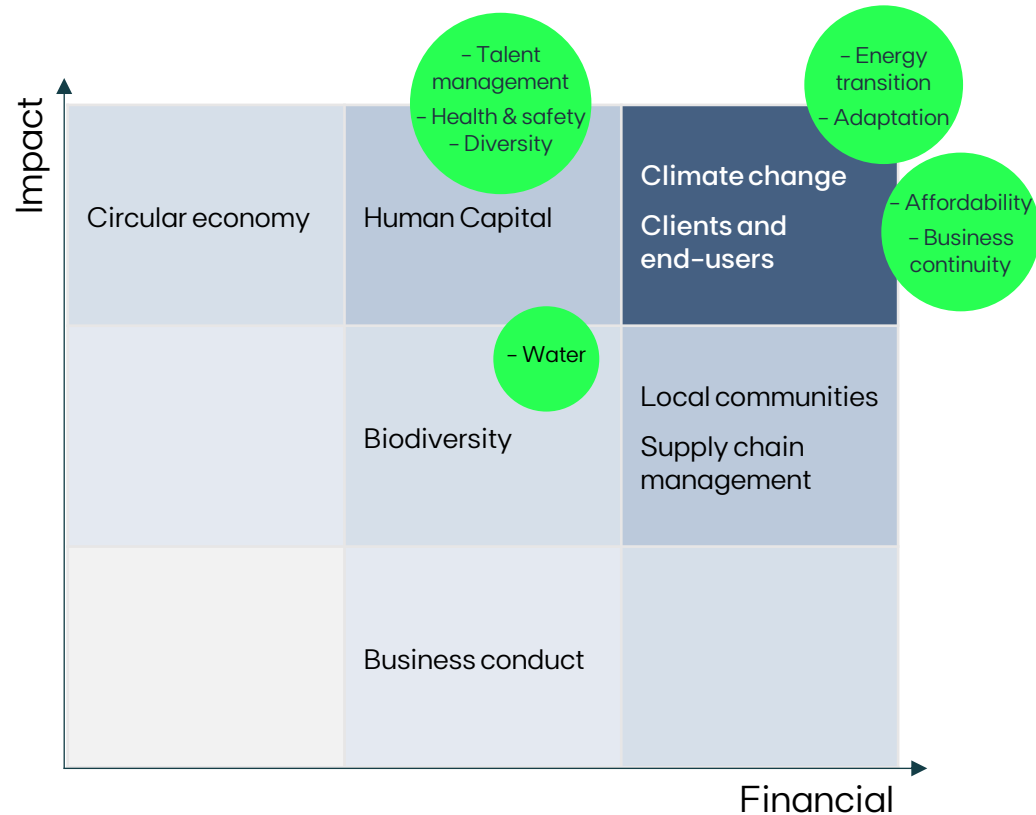 Impact
– Talent
management
– Health & safety
– Diversity
– Energy
transition
– Adaptation
– Affordability
– Business
continuity
Circular economy
Human Capital
Climate change
Clients and
end-users
– Water
Biodiversity
Local communities
Supply chain
management
Business conduct
Financial